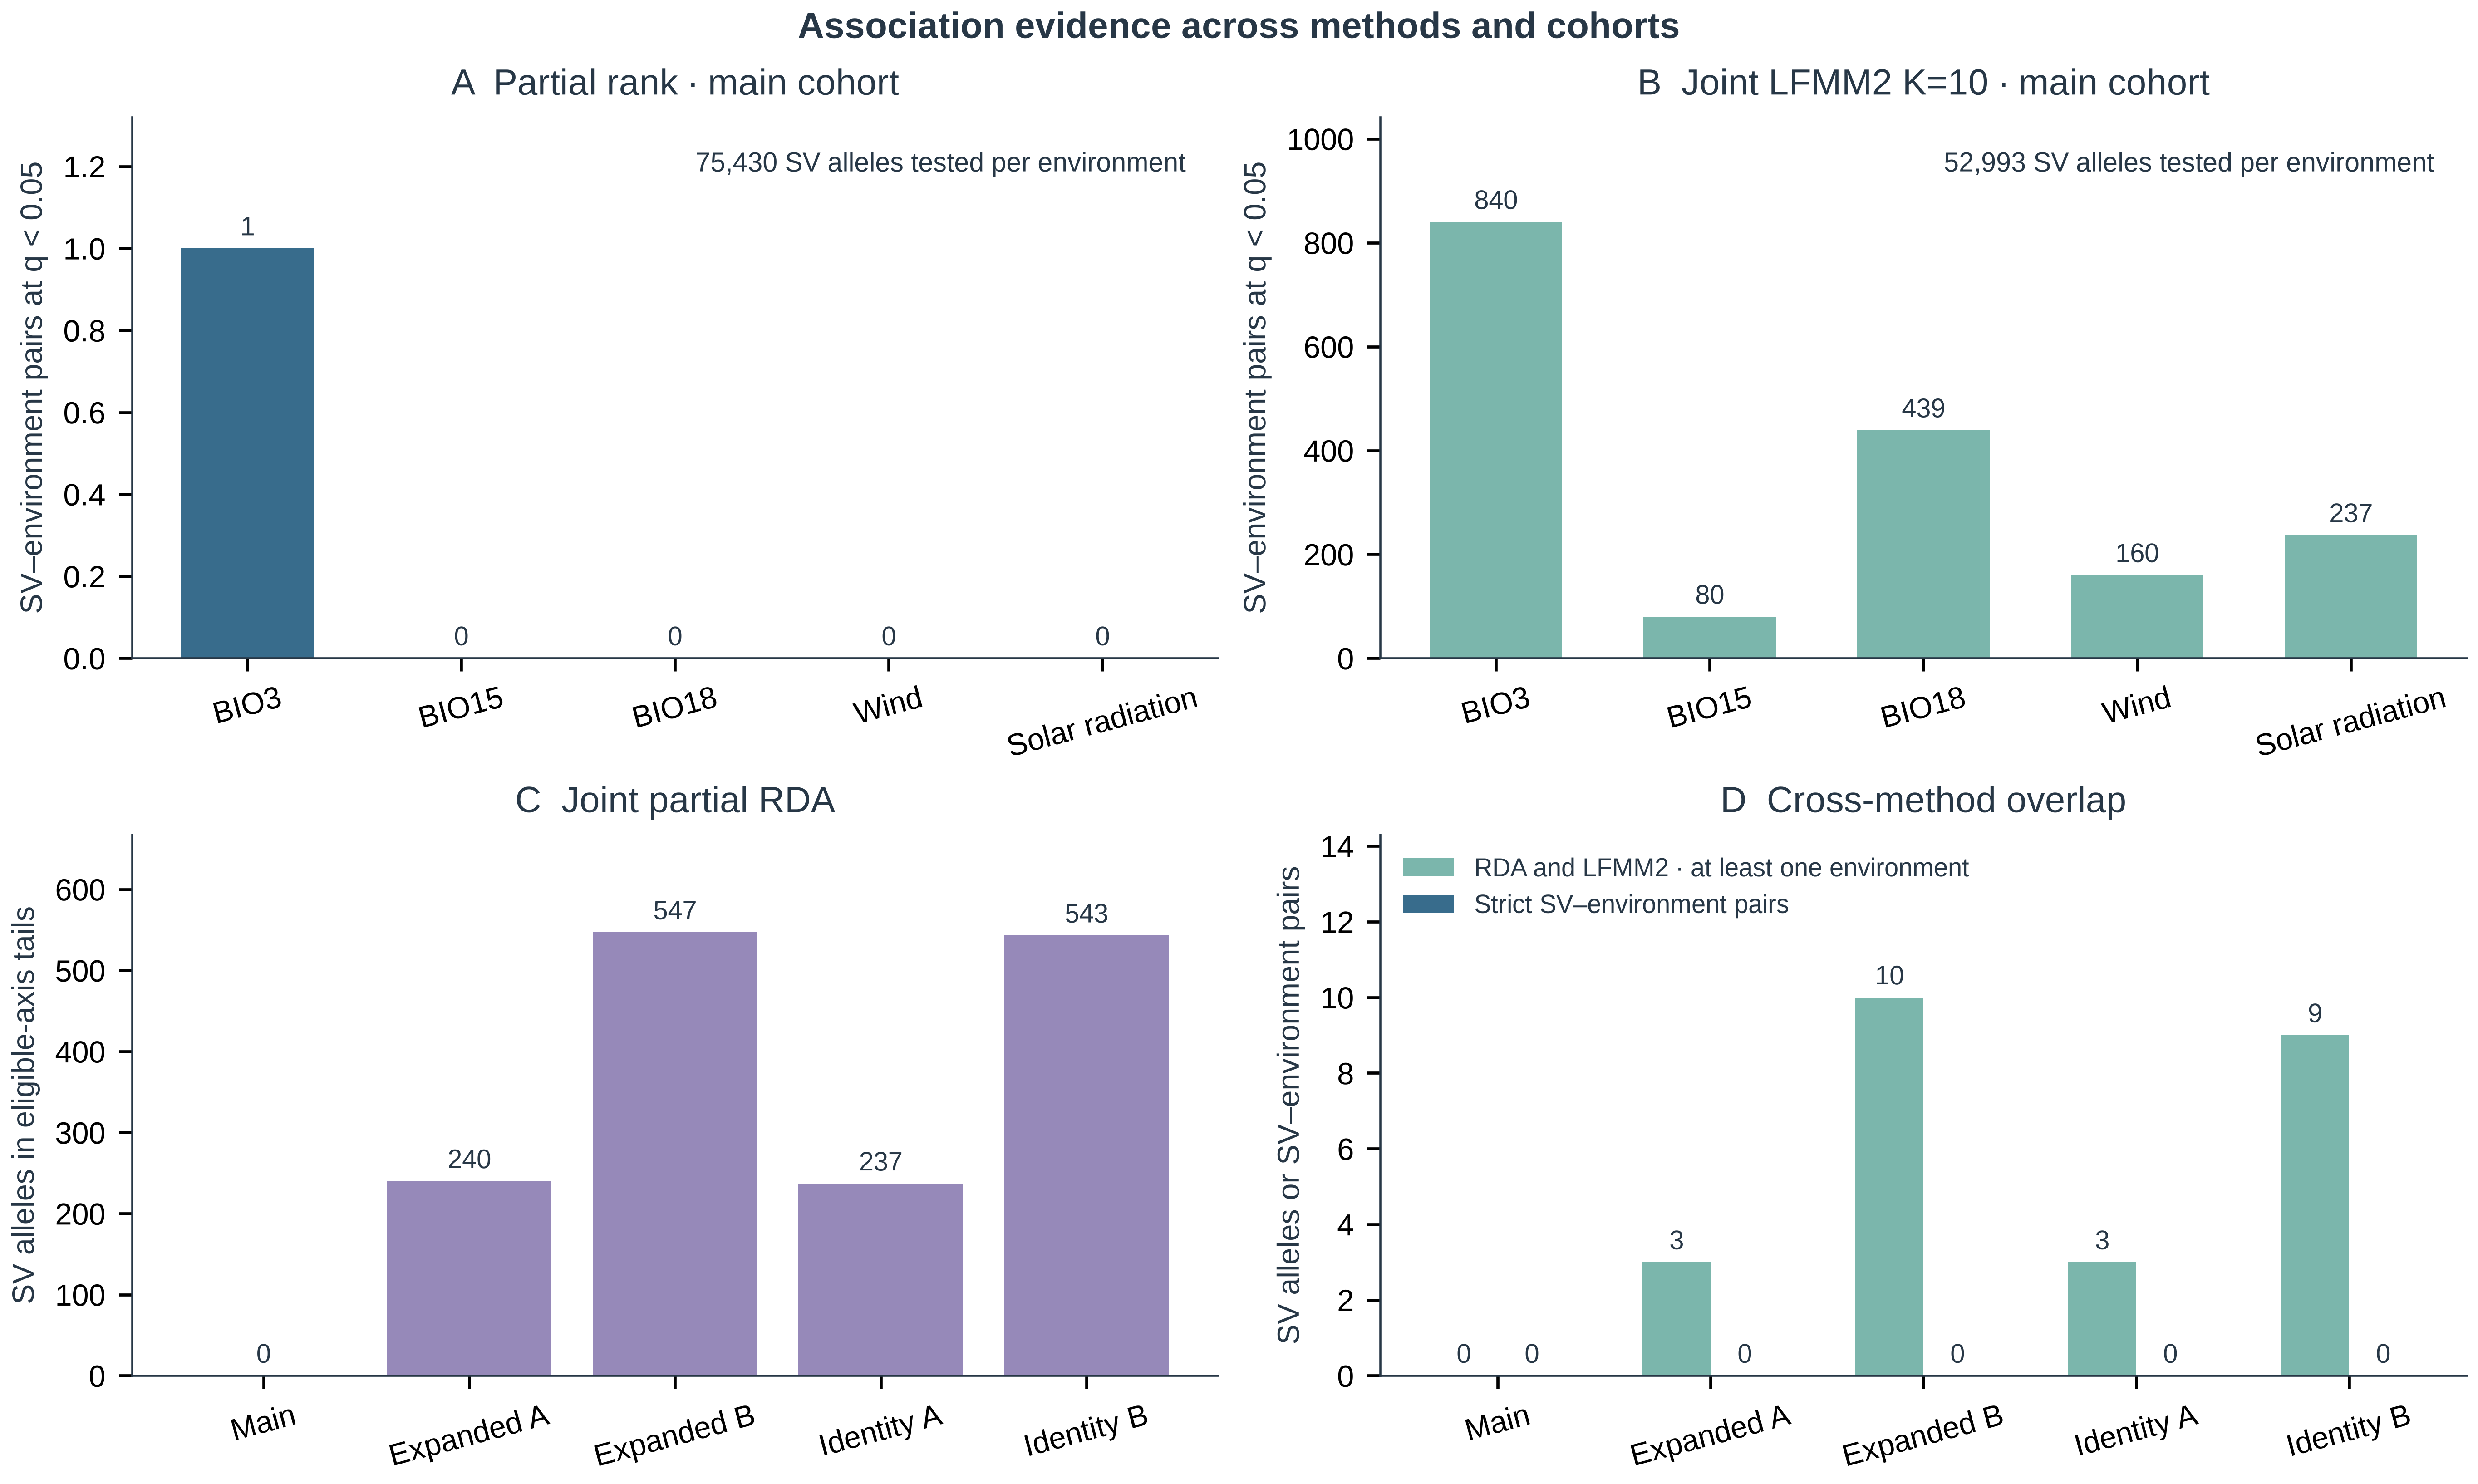 Association evidence across methods and cohorts
A  Partial rank · main cohort
SV–environment pairs at q < 0.05
75,430 SV alleles tested per environment
1.2
1.0
0.8
0.6
0.4
0.2
0.0
1
0
0
0
0
BIO3
BIO15
BIO18
Wind
Solar radiation
B  Joint LFMM2 K=10 · main cohort
SV–environment pairs at q < 0.05
52,993 SV alleles tested per environment
1000
800
600
400
200
0
840
80
439
160
237
BIO3
BIO15
BIO18
Wind
Solar radiation
C  Joint partial RDA
SV alleles in eligible-axis tails
600
500
400
300
200
100
0
0
240
547
237
543
Main
Expanded A
Expanded B
Identity A
Identity B
D  Cross-method overlap
SV alleles or SV–environment pairs
RDA and LFMM2 · at least one environment
Strict SV–environment pairs
14
12
10
8
6
4
2
0
0
0
3
0
10
0
3
0
9
0
Main
Expanded A
Expanded B
Identity A
Identity B